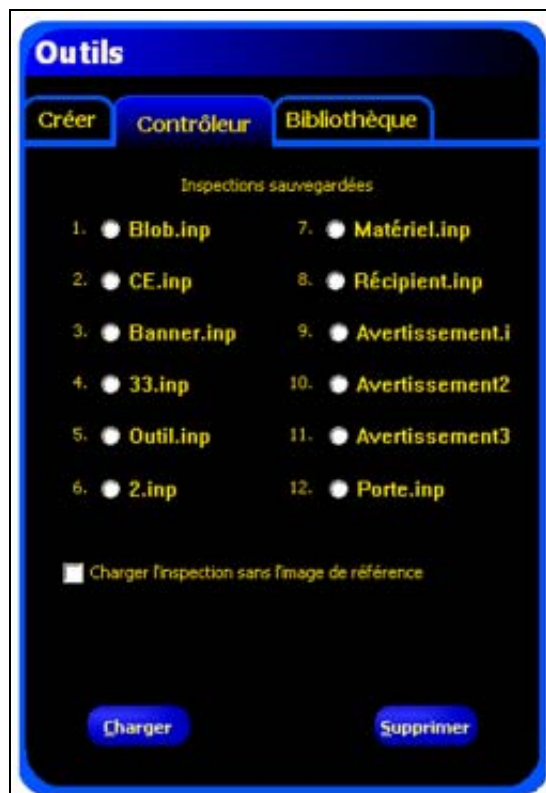 Outils
Créer Contrôleur Bibliothèque
Inspections sauvegardées
1. Blob.inp
2. CE.inp
3. Banner.inp
4. 33.inp
5. Outil.inp
6. 2.inp
7. Matériel.inp
8. Récipient.inp
9. Avertissement.i
10. Avertissement2
11. Avertissement3
12. Porte.inp
Charger l'inspection sans l'image de référence
Charger Supprimer